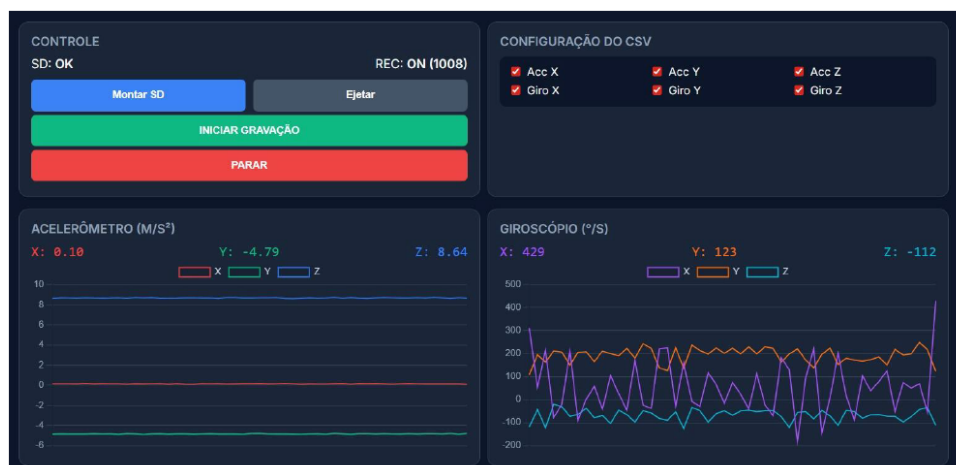 CONTROLE
SD: OK REC: ON (1008)
Montar SD Ejetar
INICIAR GRAVAÇÃO
PARAR
CONFIGURAÇÃO DO CSV
Acc X Acc Y Acc Z
Giro X Giro Y Giro Z
ACELERÔMETRO (M/S²)
X: 0.10 Y: -4.79 Z: 8.64
X Y Z
10
8
6
4
2
0
-2
-4
-6
GIROSCÓPIO (°/S)
X: 429 Y: 123 Z: -112
X Y Z
500
400
300
200
100
0
-100
-200